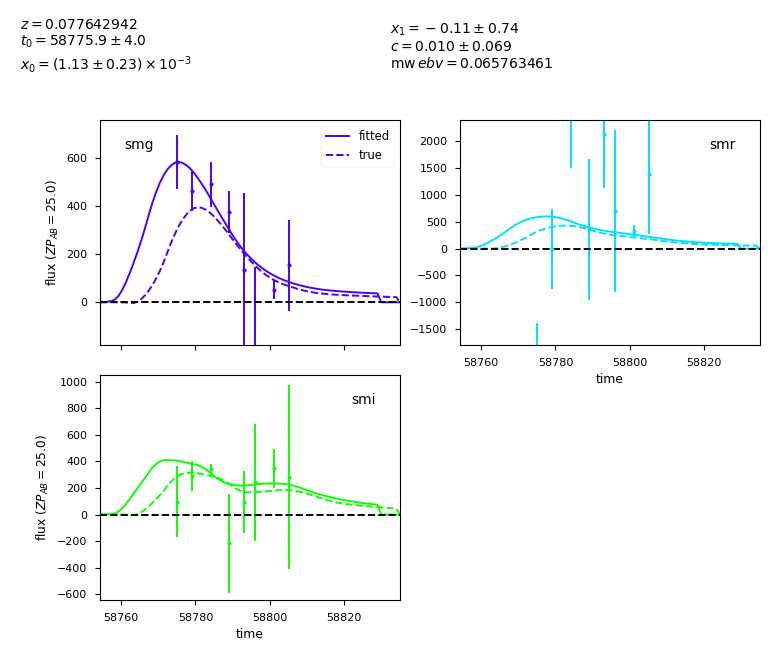 z = 0.077642942
t₀ = 58775.9 ± 4.0
x₀ = (1.13 ± 0.23) × 10⁻³
x₁ = −0.11 ± 0.74
c = 0.010 ± 0.069
mw ebv = 0.065763461
smg
fitted
true
flux (ZP_AB = 25.0)
600
400
200
0
smr
2000
1500
1000
500
0
−500
−1000
−1500
58760 58780 58800 58820
time
smi
flux (ZP_AB = 25.0)
1000
800
600
400
200
0
−200
−400
−600
58760 58780 58800 58820
time